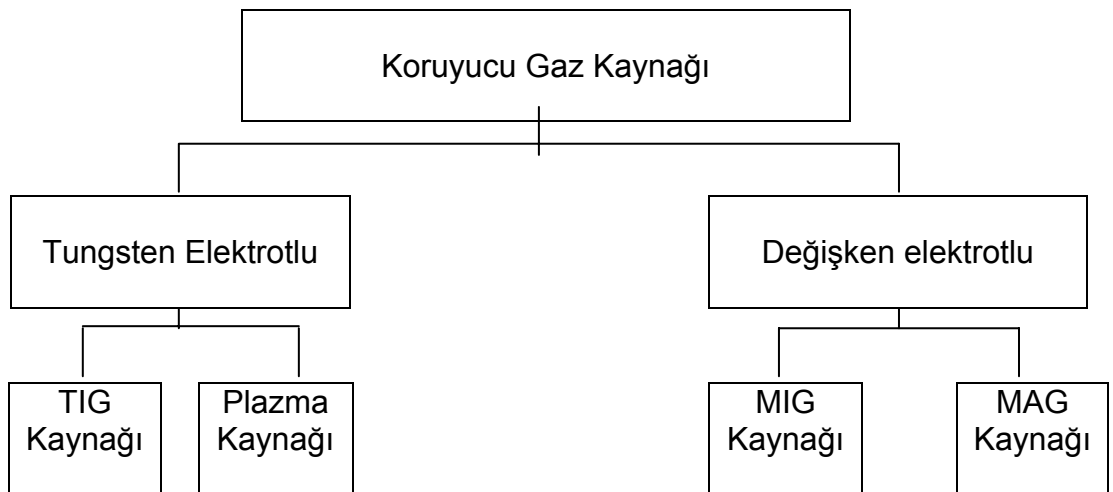 Koruyucu Gaz Kaynağı
Tungsten Elektrotlu
Değişken elektrotlu
TIG
Kaynağı
Plazma
Kaynağı
MIG
Kaynağı
MAG
Kaynağı